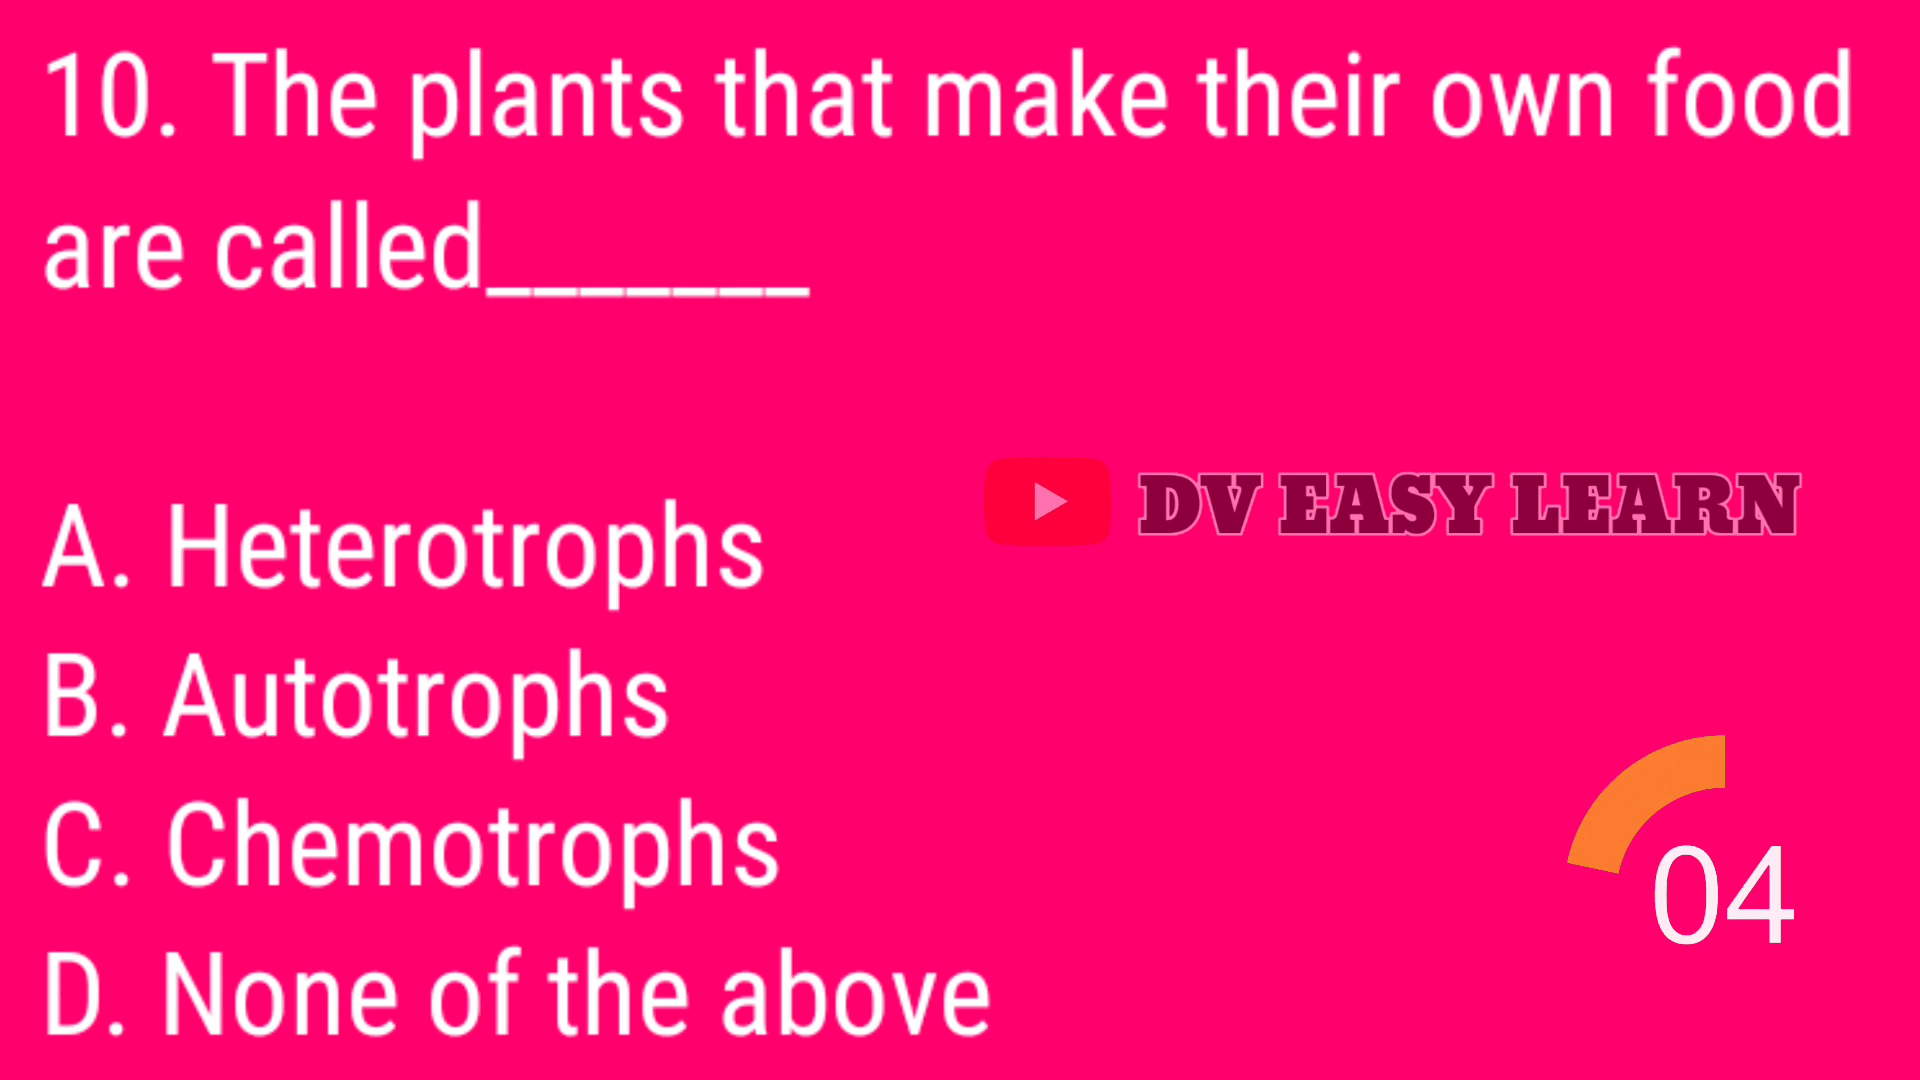 10. The plants that make their own food
are called_______
DV EASY LEARN
A. Heterotrophs
B. Autotrophs
C. Chemotrophs
D. None of the above
04